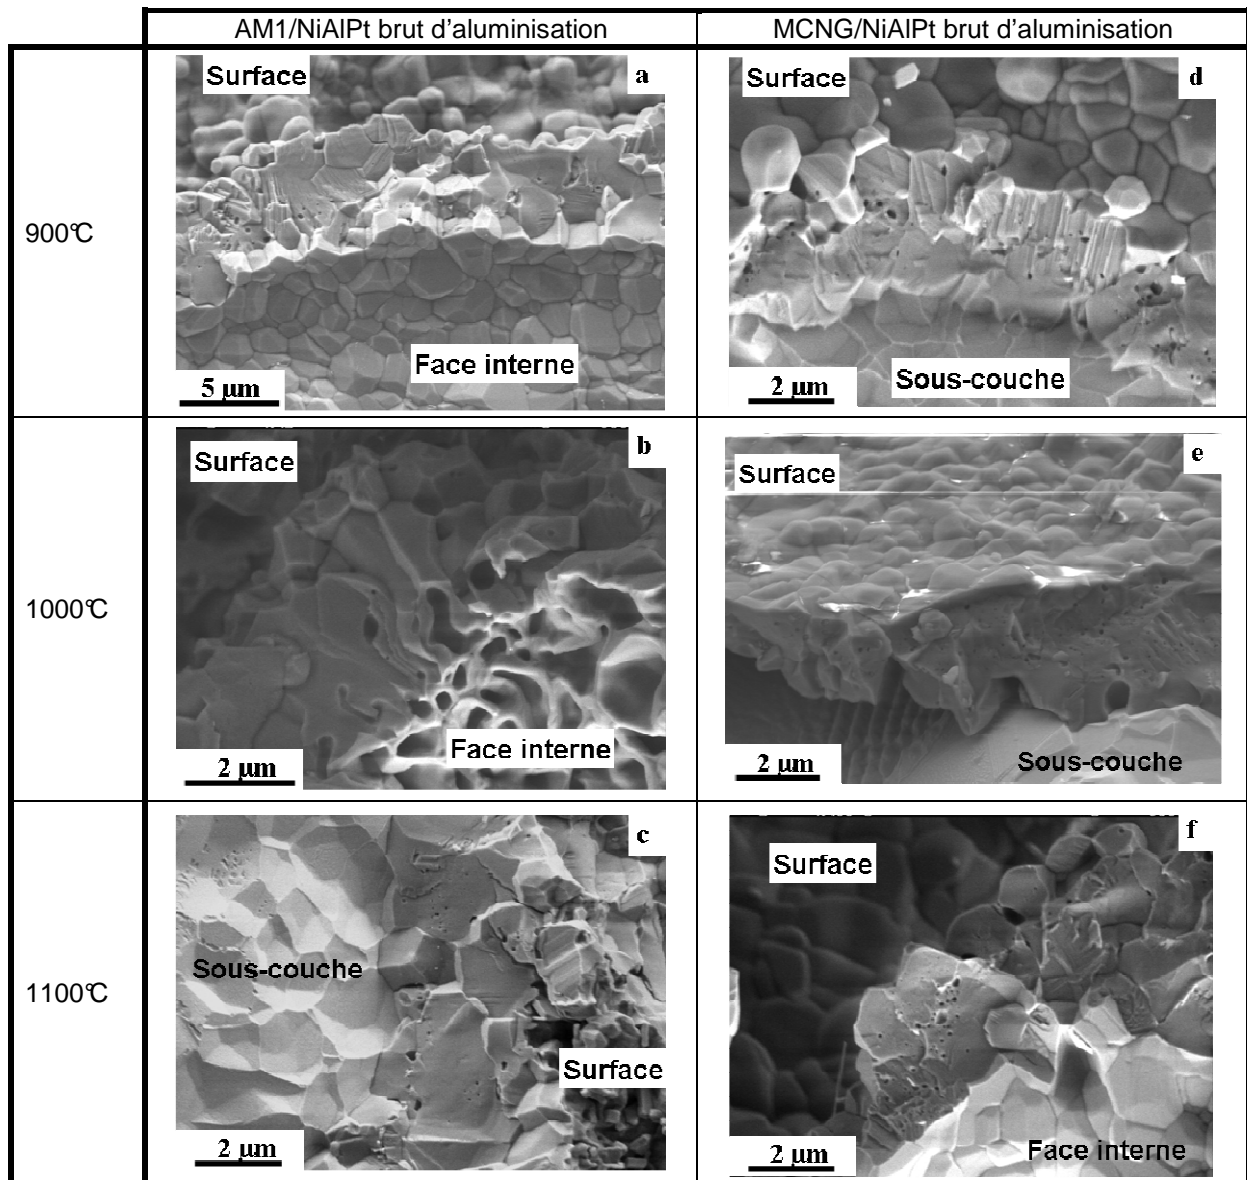 AM1/NiAlPt brut d'aluminisation
MCNG/NiAlPt brut d'aluminisation
900°C
Surface
a
Face interne
5 µm
Surface
d
Sous-couche
2 µm
1000°C
Surface
b
Face interne
2 µm
Surface
e
Sous-couche
2 µm
1100°C
c
Sous-couche
Surface
2 µm
f
Surface
Face interne
2 µm